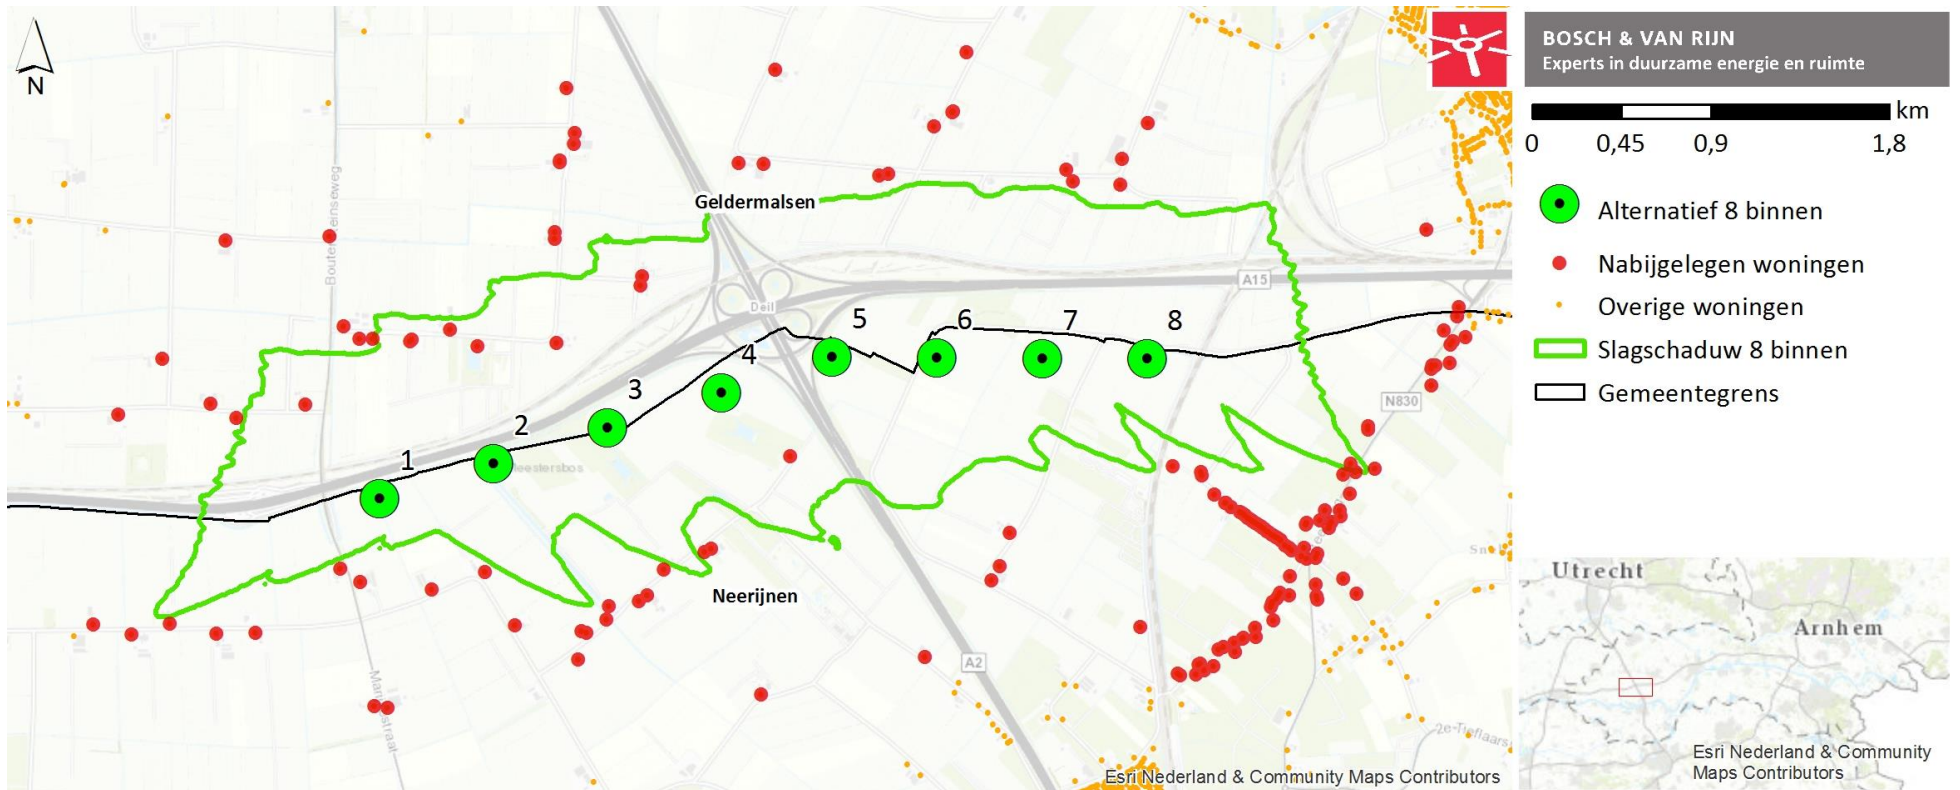 N
Bouten
einsweg
Geldermalsen
Deil
A15
5
6
7
8
4
3
2
1
N830
Neerijnen
A2
Esri Nederland & Community Maps Contributors
BOSCH & VAN RIJN
Experts in duurzame energie en ruimte
km
0 0,45 0,9 1,8
Alternatief 8 binnen
Nabijgelegen woningen
Overige woningen
Slagschaduw 8 binnen
Gemeentegrens
Utrecht
Arnhem
Esri Nederland & Community
Maps Contributors